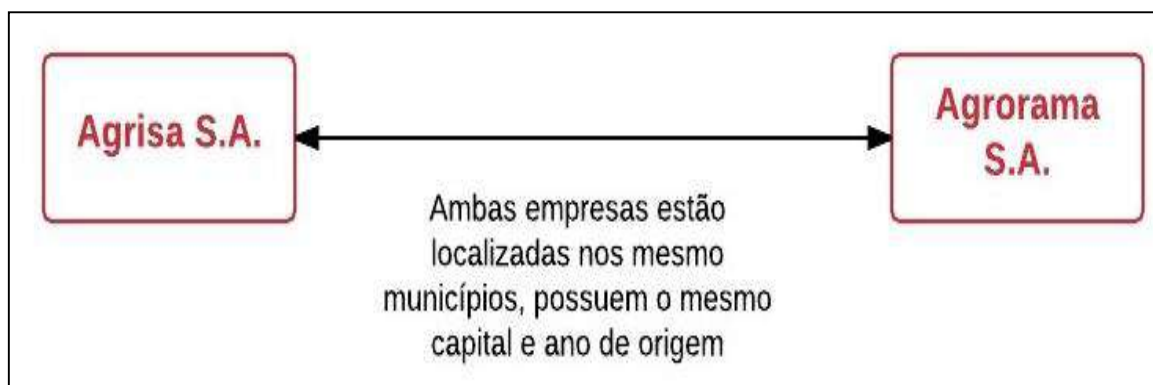 Agrisa S.A.
Agrorama
S.A.
Ambas empresas estão
localizadas nos mesmo
municípios, possuem o mesmo
capital e ano de origem